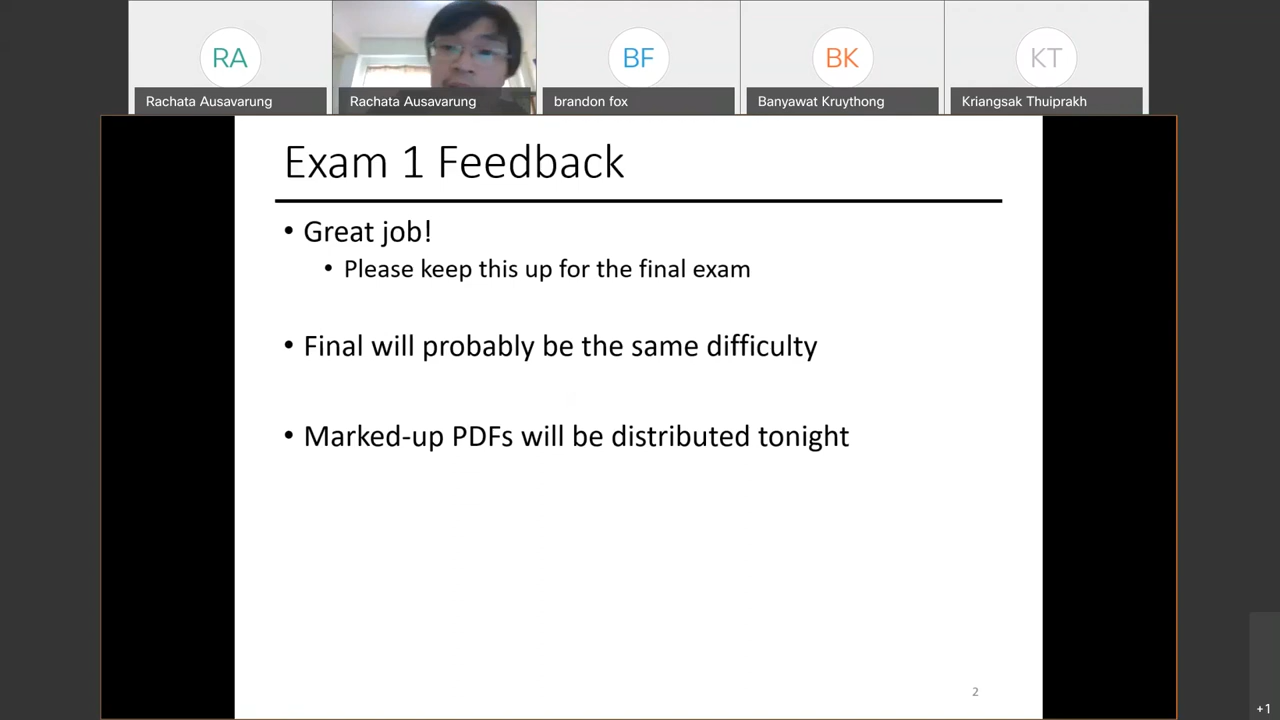 RA
BF
BK
KT
Rachata Ausavarung
Rachata Ausavarung
brandon fox
Banyawat Kruythong
Kriangsak Thuiprakh
Exam 1 Feedback
• Great job!
• Please keep this up for the final exam
• Final will probably be the same difficulty
• Marked-up PDFs will be distributed tonight
2
+1